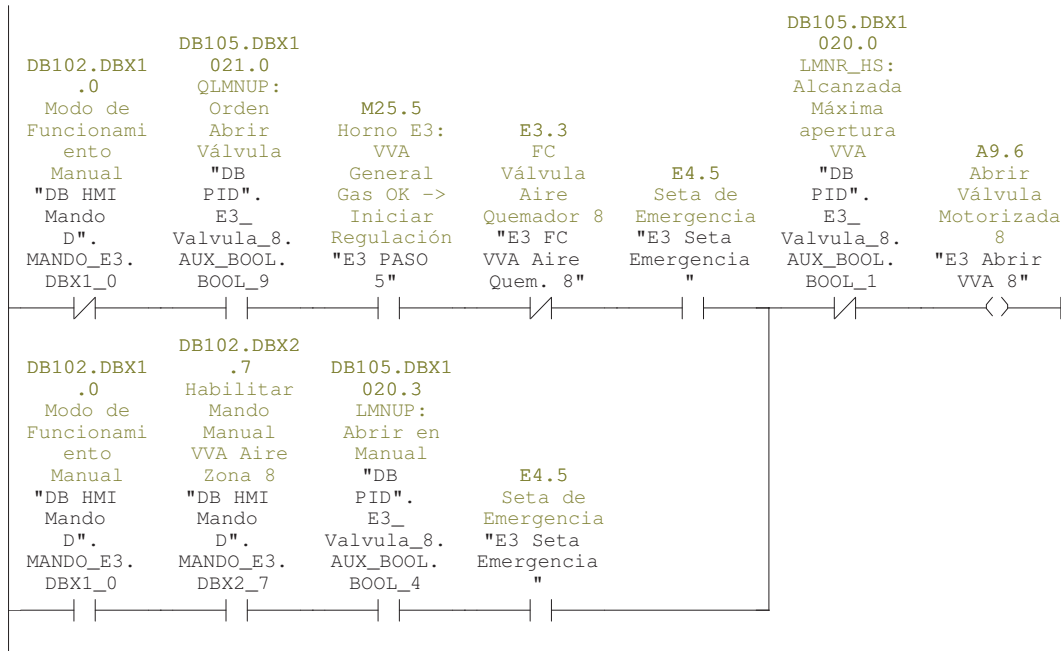 DB102.DBX1
.0
Modo de
Funcionami
ento
Manual
"DB HMI
Mando
D".
MANDO_E3.
DBX1_0
DB105.DBX1
021.0
QLMNUP:
Orden
Abrir
Válvula
"DB
PID".
E3_
Valvula_8.
AUX_BOOL.
BOOL_9
M25.5
Horno E3:
VVA
General
Gas OK ->
Iniciar
Regulación
"E3 PASO
5"
E3.3
FC
Válvula
Aire
Quemador 8
"E3 FC
VVA Aire
Quem. 8"
E4.5
Seta de
Emergencia
"E3 Seta
Emergencia
"
DB105.DBX1
020.0
LMNR_HS:
Alcanzada
Máxima
apertura
VVA
"DB
PID".
E3_
Valvula_8.
AUX_BOOL.
BOOL_1
A9.6
Abrir
Válvula
Motorizada
8
"E3 Abrir
VVA 8"
DB102.DBX1
.0
Modo de
Funcionami
ento
Manual
"DB HMI
Mando
D".
MANDO_E3.
DBX1_0
DB102.DBX2
.7
Habilitar
Mando
Manual
VVA Aire
Zona 8
"DB HMI
Mando
D".
MANDO_E3.
DBX2_7
DB105.DBX1
020.3
LMNUP:
Abrir en
Manual
"DB
PID".
E3_
Valvula_8.
AUX_BOOL.
BOOL_4
E4.5
Seta de
Emergencia
"E3 Seta
Emergencia
"